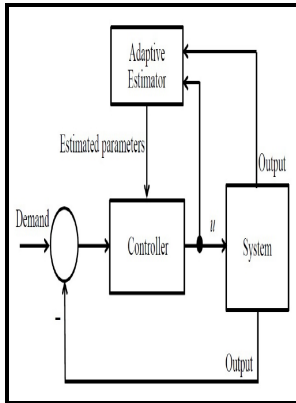 Adaptive
Estimator
Estimated parameters
Output
Demand
Controller
u
System
-
Output